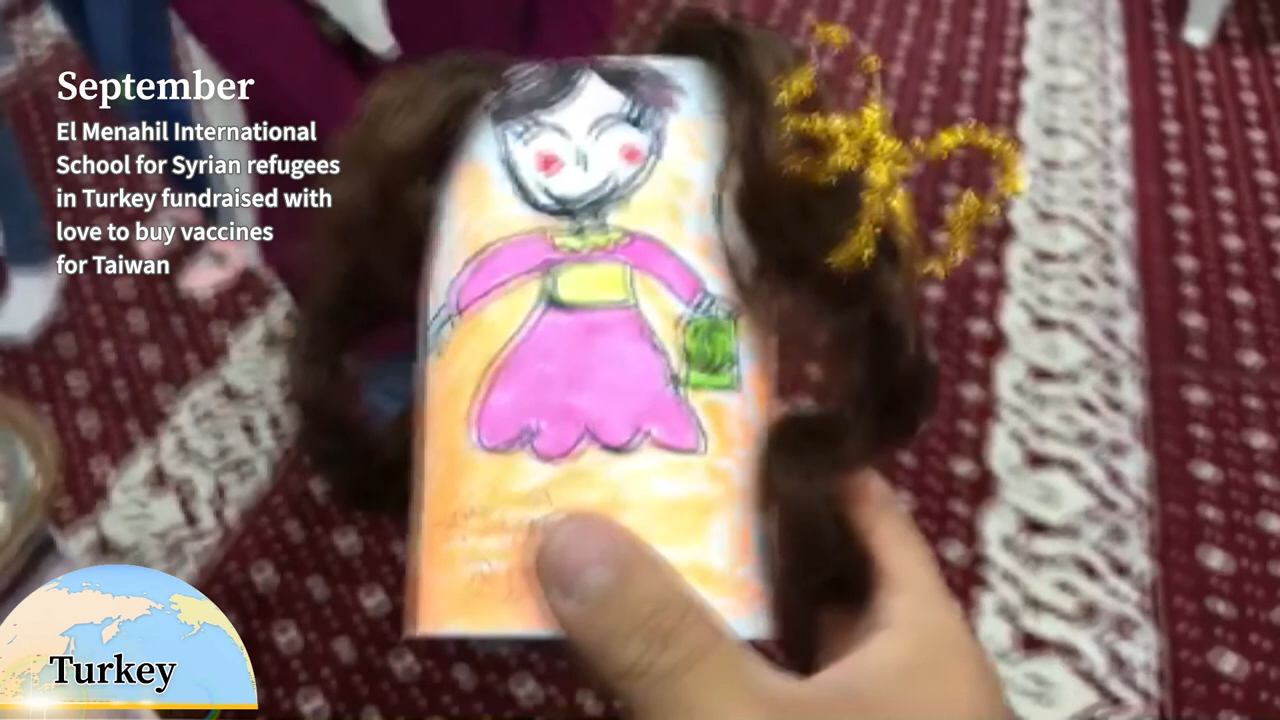 September
El Menahil International
School for Syrian refugees
in Turkey fundraised with
love to buy vaccines
for Taiwan
Turkey